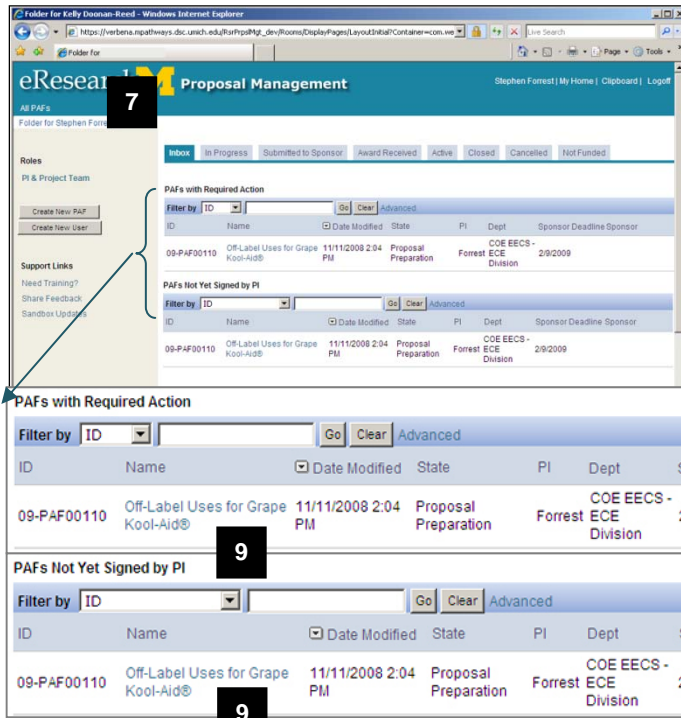 Folder for Kelly Doonan-Reed - Windows Internet Explorer
https://verbena.mpathways.dsc.umich.edu/RsrPrpslMgt_dev/Rooms/DisplayPages/LayoutInitial?Container=com.we
Live Search
Folder for
Page
Tools
eResear
7
M
Proposal Management
Stephen Forrest | My Home | Clipboard | Logoff
All PAFs
Folder for Stephen Forre
Inbox In Progress Submitted to Sponsor Award Received Active Closed Cancelled Not Funded
Roles
PI & Project Team
Create New PAF
Create New User
Support Links
Need Training?
Share Feedback
Sandbox Updates
PAFs with Required Action
Filter by ID Go Clear Advanced
ID Name Date Modified State PI Dept Sponsor Deadline Sponsor
09-PAF00110 Off-Label Uses for Grape Kool-Aid® 11/11/2008 2:04 PM Proposal Preparation Forrest COE EECS - ECE Division 2/9/2009
PAFs Not Yet Signed by PI
Filter by ID Go Clear Advanced
ID Name Date Modified State PI Dept Sponsor Deadline Sponsor
09-PAF00110 Off-Label Uses for Grape Kool-Aid® 11/11/2008 2:04 PM Proposal Preparation Forrest COE EECS - ECE Division 2/9/2009
PAFs with Required Action
Filter by ID Go Clear Advanced
ID Name Date Modified State PI Dept S
09-PAF00110 Off-Label Uses for Grape Kool-Aid® 11/11/2008 2:04 PM Proposal Preparation Forrest COE EECS - ECE Division 2
9
PAFs Not Yet Signed by PI
Filter by ID Go Clear Advanced
ID Name Date Modified State PI Dept S
09-PAF00110 Off-Label Uses for Grape Kool-Aid® 11/11/2008 2:04 PM Proposal Preparation Forrest COE EECS - ECE Division 2
9